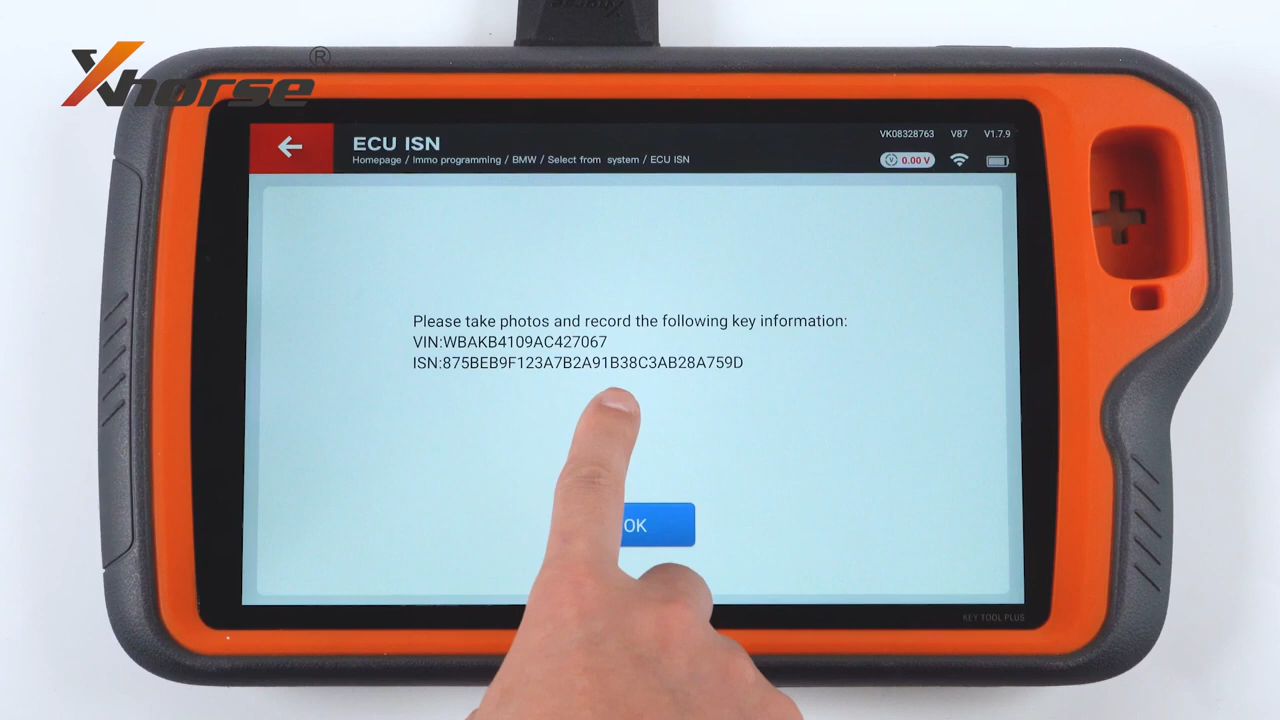 Xhorse®
ECU ISN
Homepage / Immo programming / BMW / Select from system / ECU ISN
VK08328763 V87 V1.7.9
0.00 V
Please take photos and record the following key information:
VIN:WBAKB4109AC427067
ISN:875BEB9F123A7B2A91B38C3AB28A759D
OK
KEY TOOL PLUS